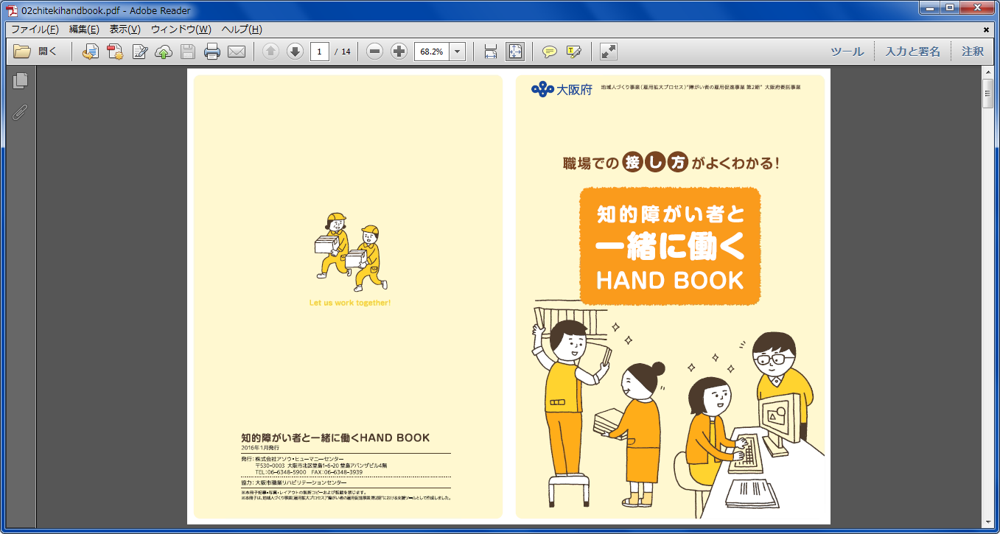 02chitekihandbook.pdf - Adobe Reader
ファイル(F) 編集(E) 表示(V) ウィンドウ(W) ヘルプ(H)
開く 1 / 14 68.2% ツール 入力と署名 注釈
Let us work together!
知的障がい者と一緒に働くHAND BOOK
2016年1月発行
発行：株式会社アソウ・ヒューマニーセンター
〒530-0003 大阪市北区堂島1-6-20 堂島アバンザビル4階
TEL:06-6348-5900 FAX:06-6348-3939
協力：大阪市職業リハビリテーションセンター
※本冊子記事・写真・レイアウトの無断コピーおよび転載を禁じます。
※本冊子は、地域人づくり事業(雇用拡大プロセス)"障がい者の雇用促進事業 第2期"における支援ツールとして作成しました。
大阪府 地域人づくり事業(雇用拡大プロセス)"障がい者の雇用促進事業 第2期" 大阪府委託事業
職場での接し方がよくわかる！
知的障がい者と
一緒に働く
HAND BOOK